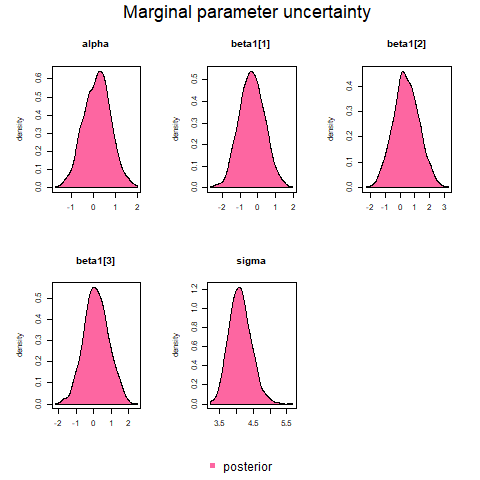 Marginal parameter uncertainty
alpha
beta1[1]
beta1[2]
density
0.0 0.1 0.2 0.3 0.4 0.5 0.6
-1 0 1 2
density
0.0 0.1 0.2 0.3 0.4 0.5
-2 -1 0 1 2
density
0.0 0.1 0.2 0.3 0.4
-2 -1 0 1 2 3
beta1[3]
sigma
density
0.0 0.1 0.2 0.3 0.4 0.5
-2 -1 0 1 2
density
0.0 0.2 0.4 0.6 0.8 1.0 1.2
3.5 4.5 5.5
posterior